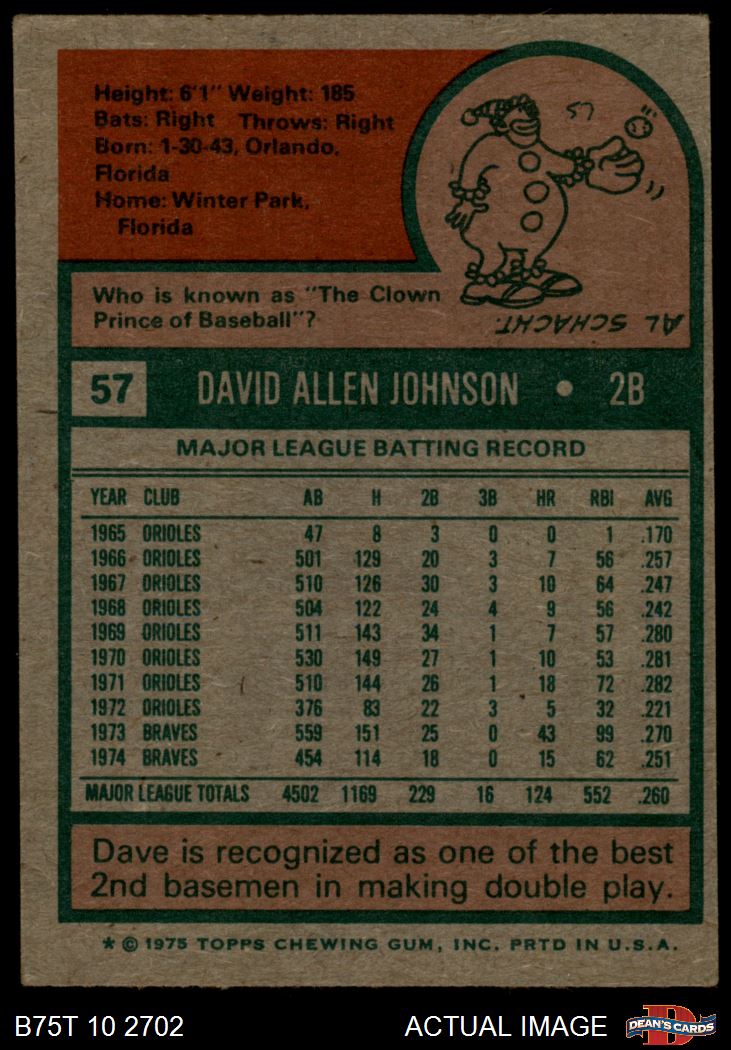 Height: 6'1" Weight: 185
Bats: Right Throws: Right
Born: 1-30-43, Orlando,
Florida
Home: Winter Park,
Florida
57
Who is known as "The Clown
Prince of Baseball"?
AL SCHACHT.
57 DAVID ALLEN JOHNSON • 2B
MAJOR LEAGUE BATTING RECORD
YEAR CLUB AB H 2B 3B HR RBI AVG
1965 ORIOLES 47 8 3 0 0 1 .170
1966 ORIOLES 501 129 20 3 7 56 .257
1967 ORIOLES 510 126 30 3 10 64 .247
1968 ORIOLES 504 122 24 4 9 56 .242
1969 ORIOLES 511 143 34 1 7 57 .280
1970 ORIOLES 530 149 27 1 10 53 .281
1971 ORIOLES 510 144 26 1 18 72 .282
1972 ORIOLES 376 83 22 3 5 32 .221
1973 BRAVES 559 151 25 0 43 99 .270
1974 BRAVES 454 114 18 0 15 62 .251
MAJOR LEAGUE TOTALS 4502 1169 229 16 124 552 .260
Dave is recognized as one of the best
2nd basemen in making double play.
* © 1975 TOPPS CHEWING GUM, INC. PRTD IN U.S.A.
B75T 10 2702 ACTUAL IMAGE
D
DEAN'S CARDS